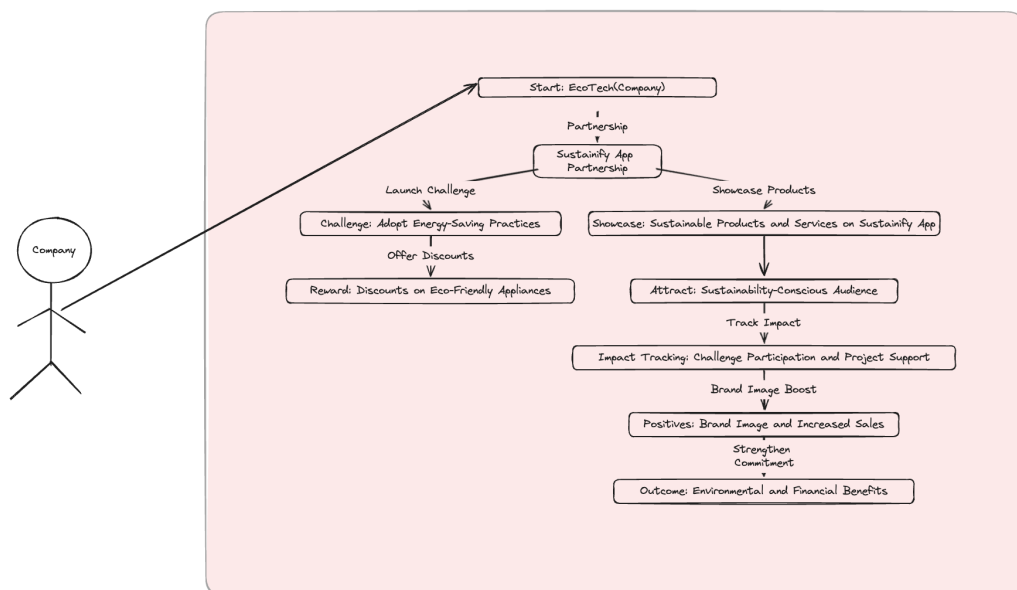 Start: EcoTech(Company)
Partnership
Sustainify App
Partnership
Launch Challenge
Showcase Products
Challenge: Adopt Energy-Saving Practices
Showcase: Sustainable Products and Services on Sustainify App
Company
Offer Discounts
Reward: Discounts on Eco-Friendly Appliances
Attract: Sustainability-Conscious Audience
Track Impact
Impact Tracking: Challenge Participation and Project Support
Brand Image Boost
Positives: Brand Image and Increased Sales
Strengthen
Commitment
Outcome: Environmental and Financial Benefits